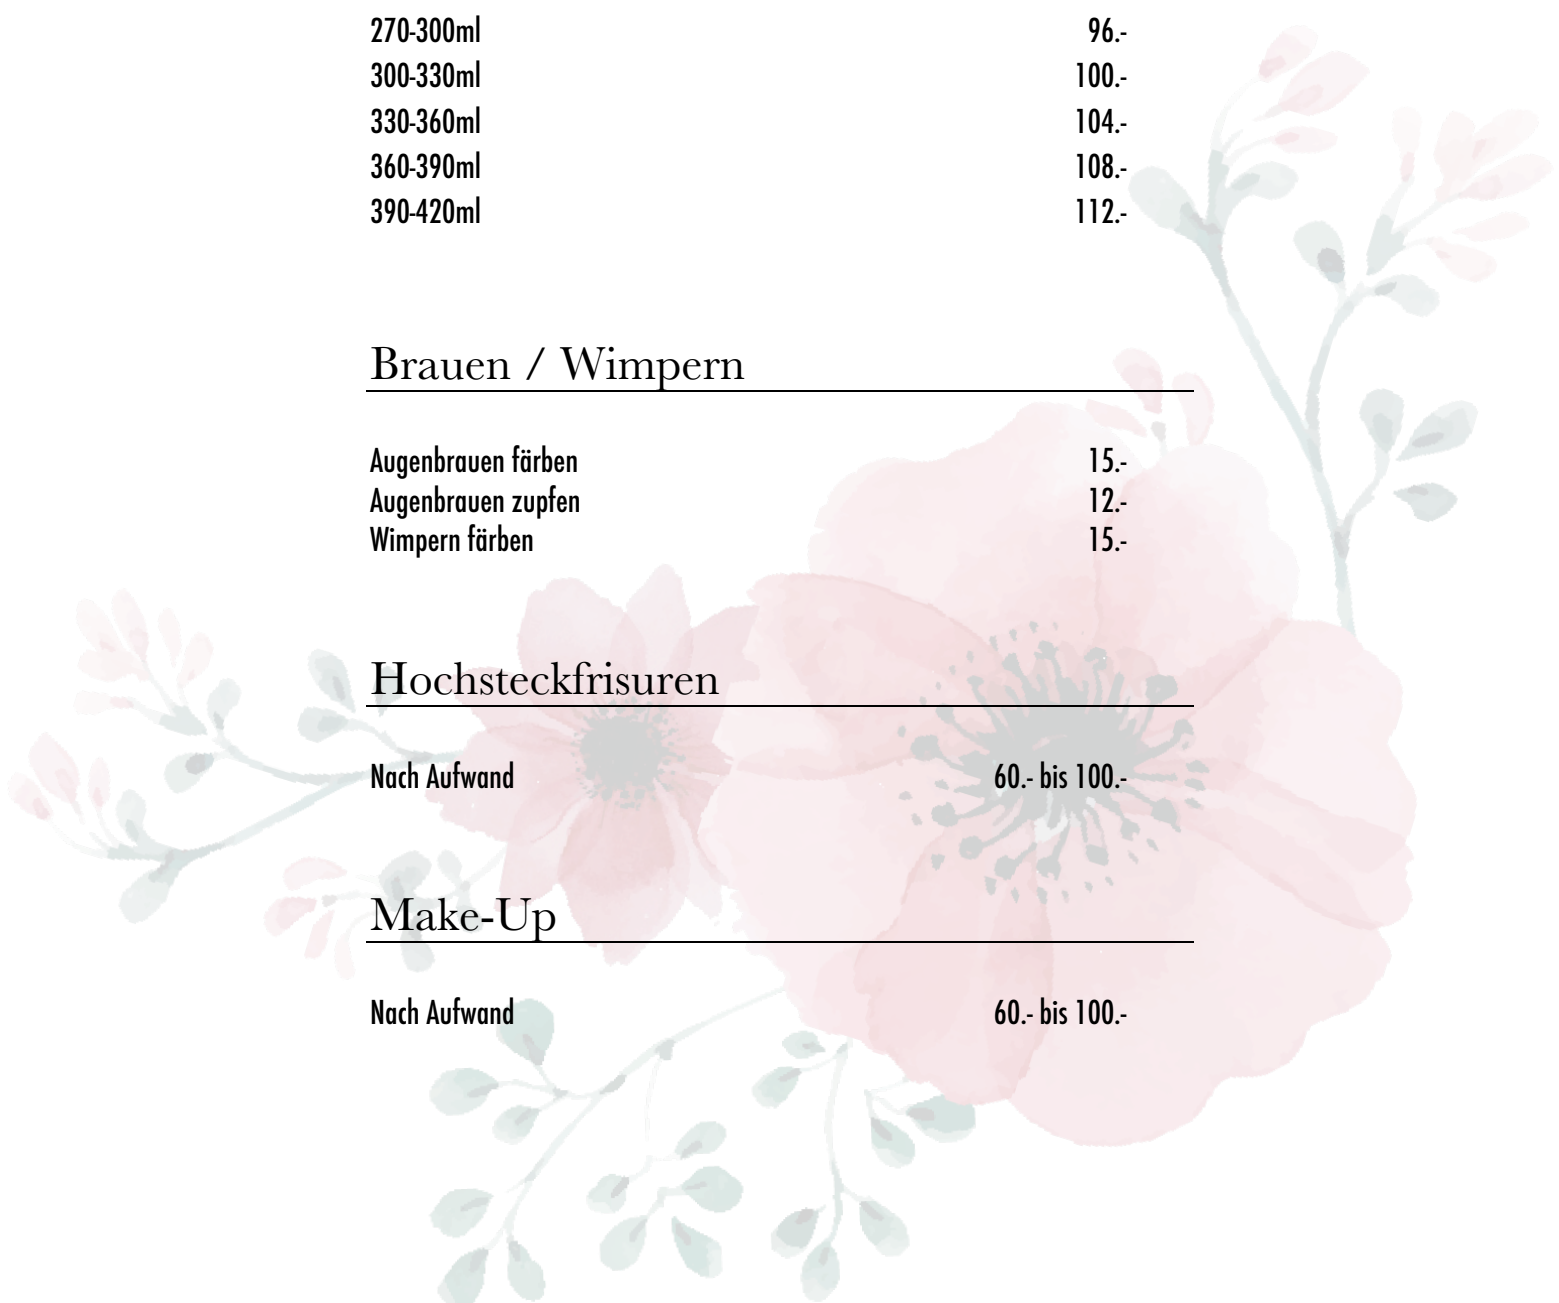 270-300ml 96.-
300-330ml 100.-
330-360ml 104.-
360-390ml 108.-
390-420ml 112.-
Brauen / Wimpern
Augenbrauen färben 15.-
Augenbrauen zupfen 12.-
Wimpern färben 15.-
Hochsteckfrisuren
Nach Aufwand 60.- bis 100.-
Make-Up
Nach Aufwand 60.- bis 100.-